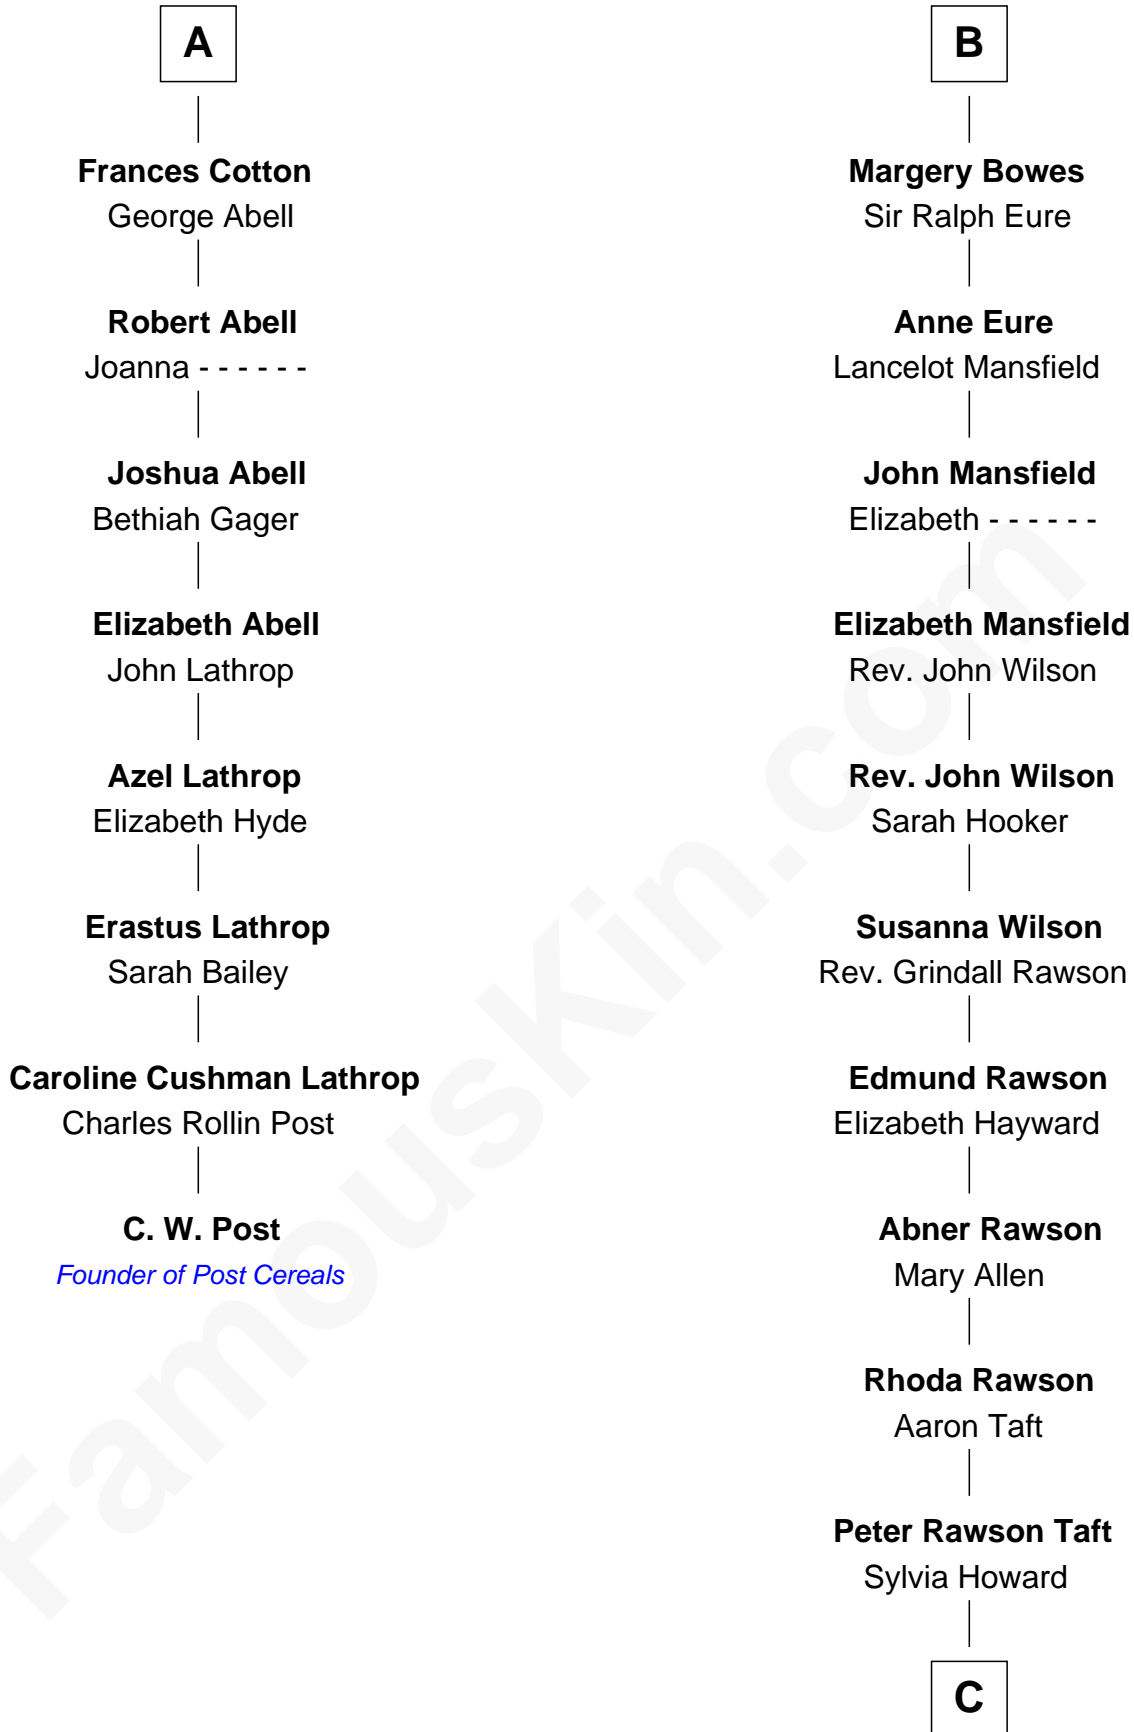 A
Frances Cotton
George Abell
Robert Abell
Joanna - - - - - -
Joshua Abell
Bethiah Gager
Elizabeth Abell
John Lathrop
Azel Lathrop
Elizabeth Hyde
Erastus Lathrop
Sarah Bailey
Caroline Cushman Lathrop
Charles Rollin Post
C. W. Post
Founder of Post Cereals
B
Margery Bowes
Sir Ralph Eure
Anne Eure
Lancelot Mansfield
John Mansfield
Elizabeth - - - - - -
Elizabeth Mansfield
Rev. John Wilson
Rev. John Wilson
Sarah Hooker
Susanna Wilson
Rev. Grindall Rawson
Edmund Rawson
Elizabeth Hayward
Abner Rawson
Mary Allen
Rhoda Rawson
Aaron Taft
Peter Rawson Taft
Sylvia Howard
C
FamousKin.com